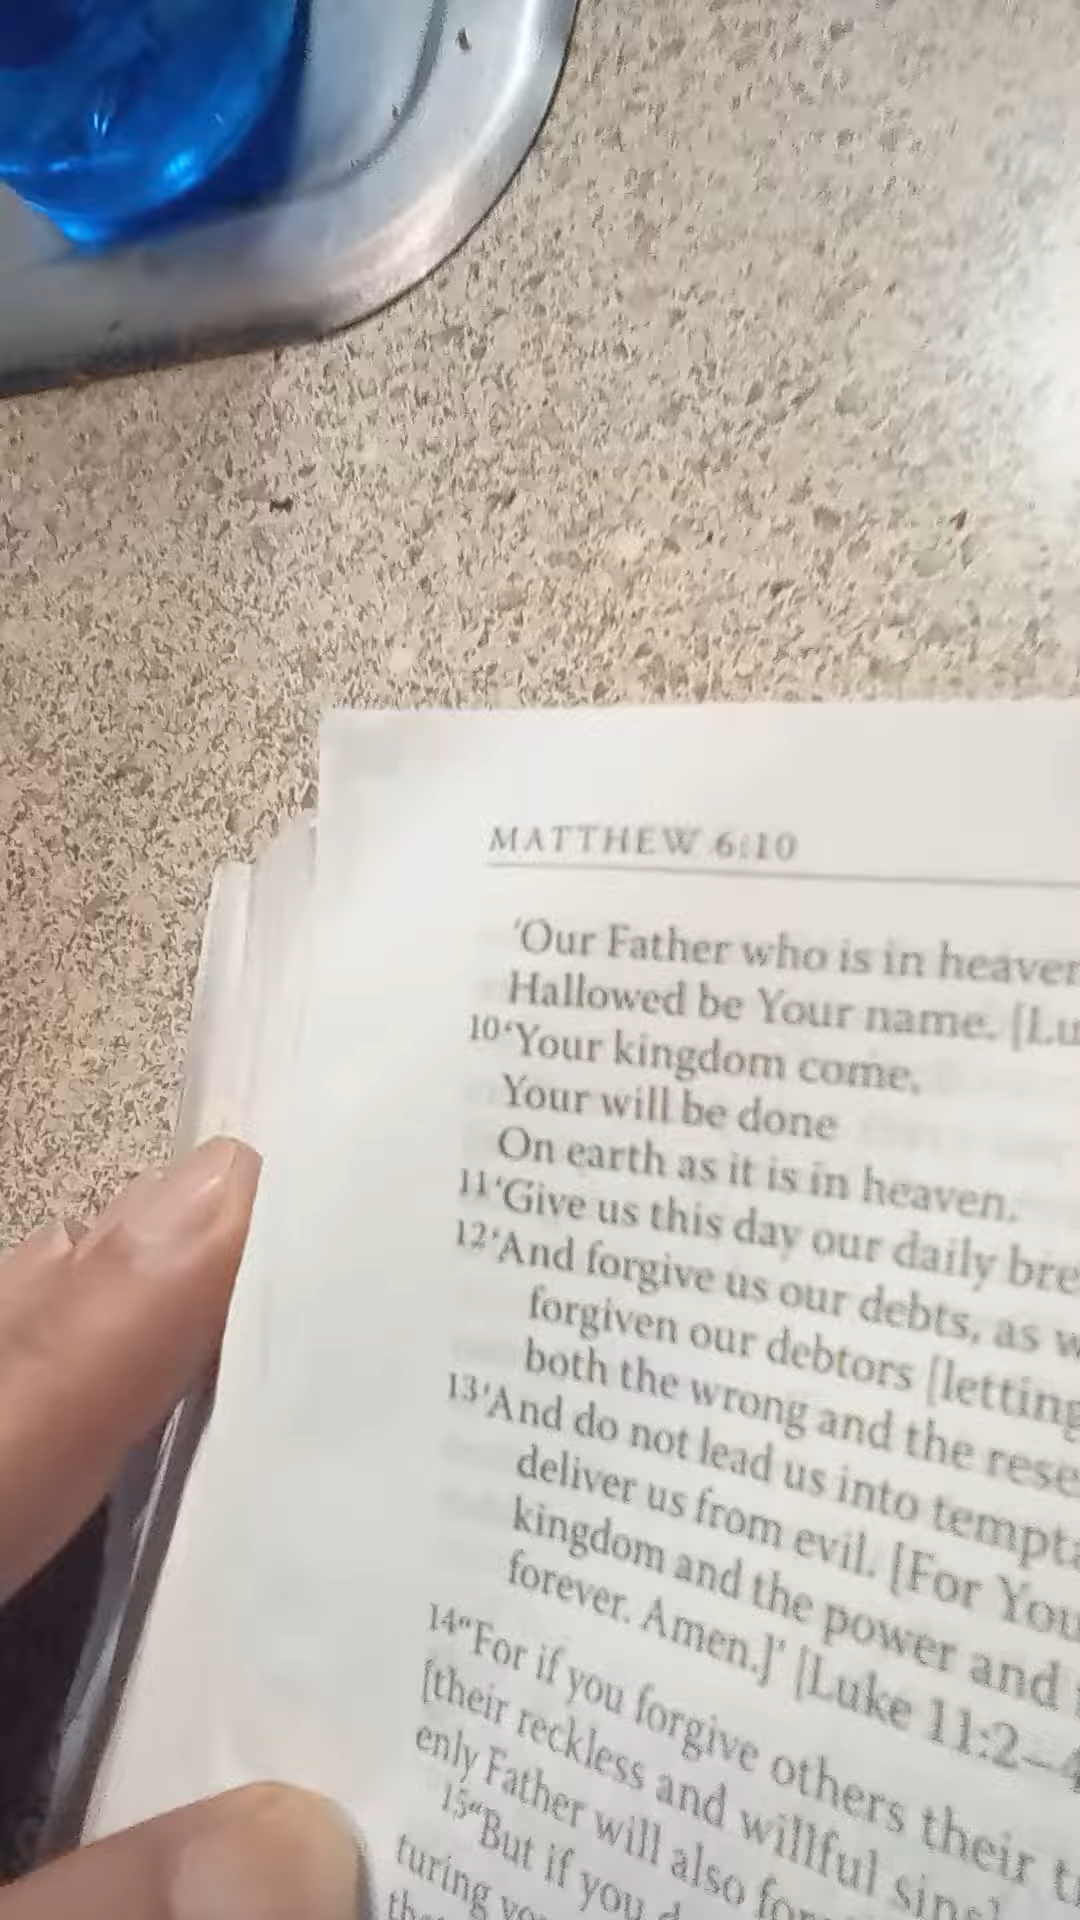 MATTHEW 6:10
‘Our Father who is in heaven
Hallowed be Your name. [Lu
10‘Your kingdom come,
Your will be done
On earth as it is in heaven.
11‘Give us this day our daily bre
12‘And forgive us our debts, as w
forgiven our debtors [letting
both the wrong and the rese
13‘And do not lead us into tempta
deliver us from evil. [For You
kingdom and the power and
forever. Amen.]’ [Luke 11:2–4
14“For if you forgive others their
[their reckless and willful sins]
enly Father will also for
15“But if you
turing